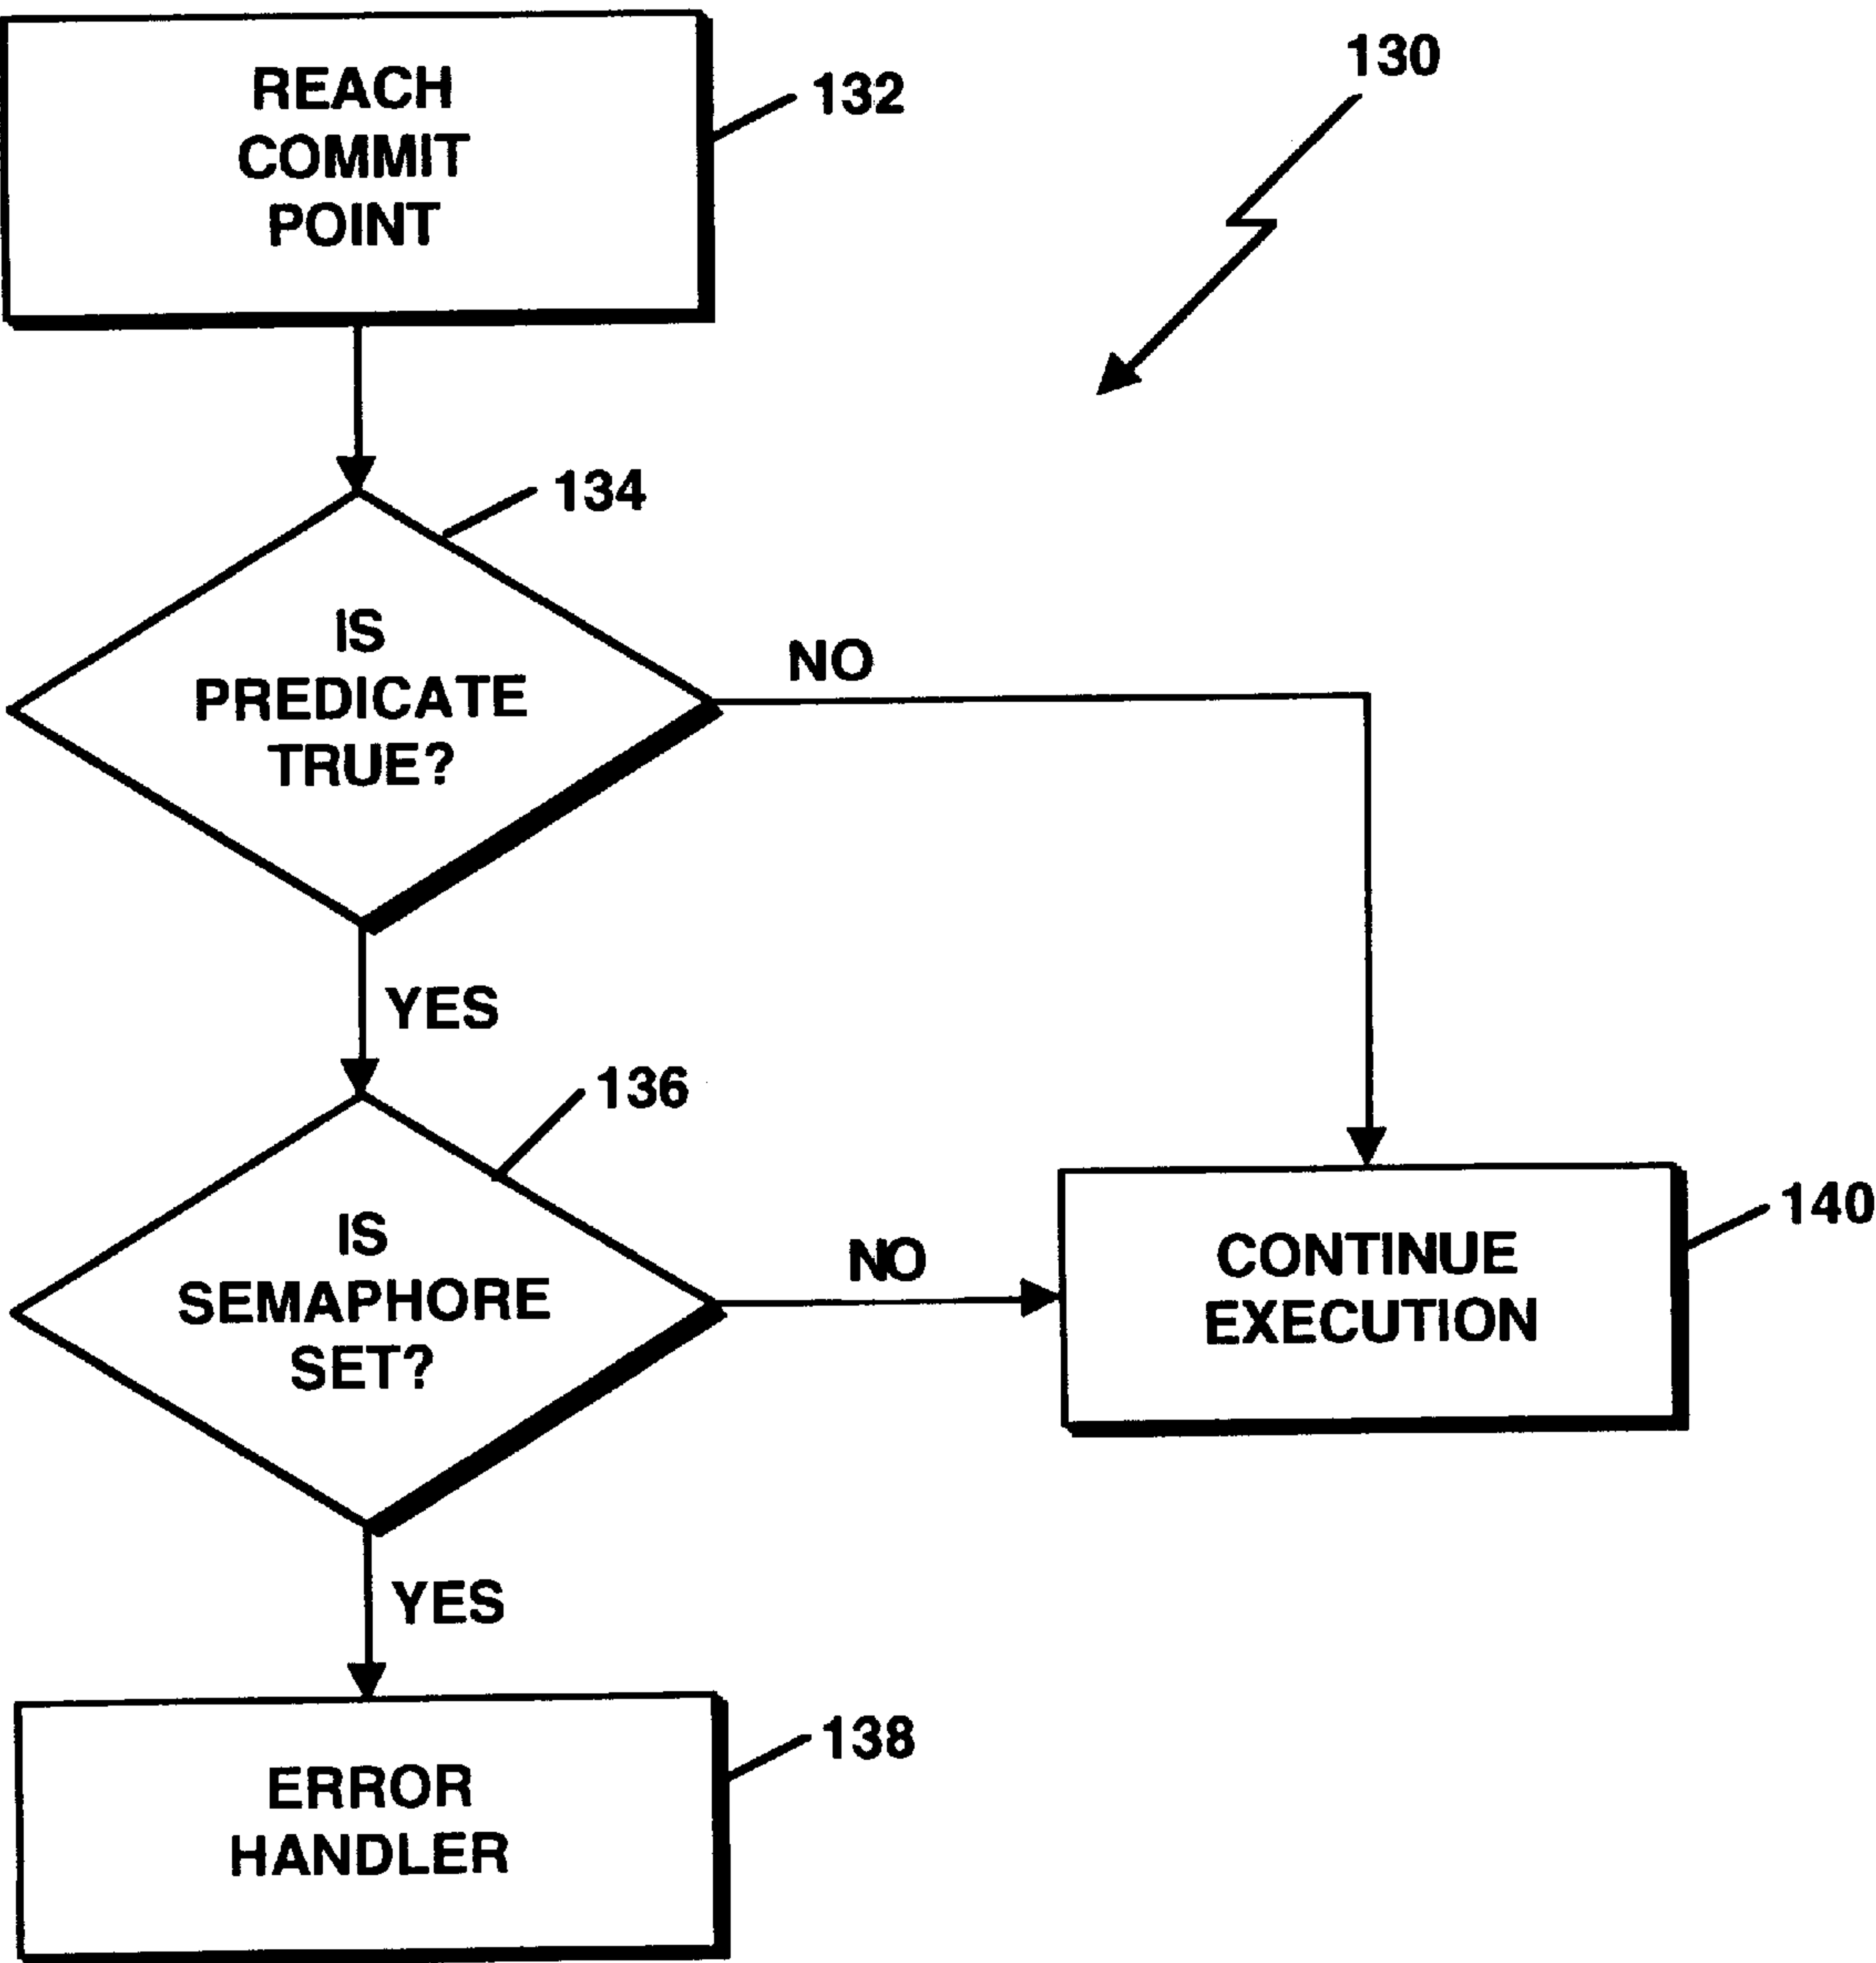 REACH
COMMIT
POINT
132
130
134
IS
PREDICATE
TRUE?
NO
YES
136
IS
SEMAPHORE
SET?
NO
CONTINUE
EXECUTION
140
YES
138
ERROR
HANDLER